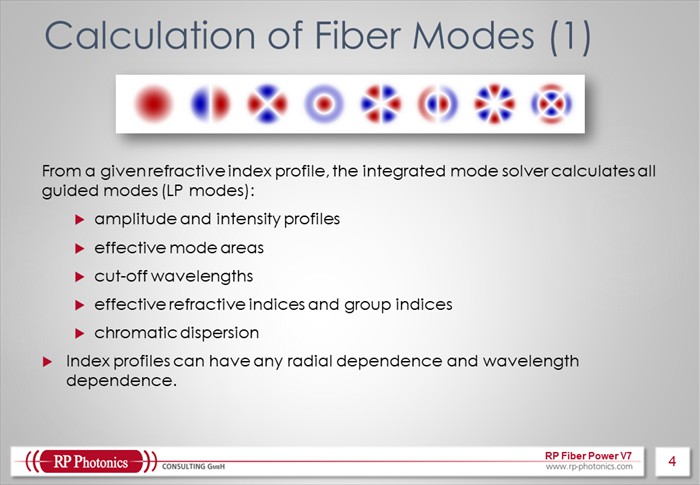 Calculation of Fiber Modes (1)
From a given refractive index profile, the integrated mode solver calculates all
guided modes (LP modes):
amplitude and intensity profiles
effective mode areas
cut-off wavelengths
effective refractive indices and group indices
chromatic dispersion
Index profiles can have any radial dependence and wavelength
dependence.
RP Photonics CONSULTING GmbH
RP Fiber Power V7
www.rp-photonics.com
4